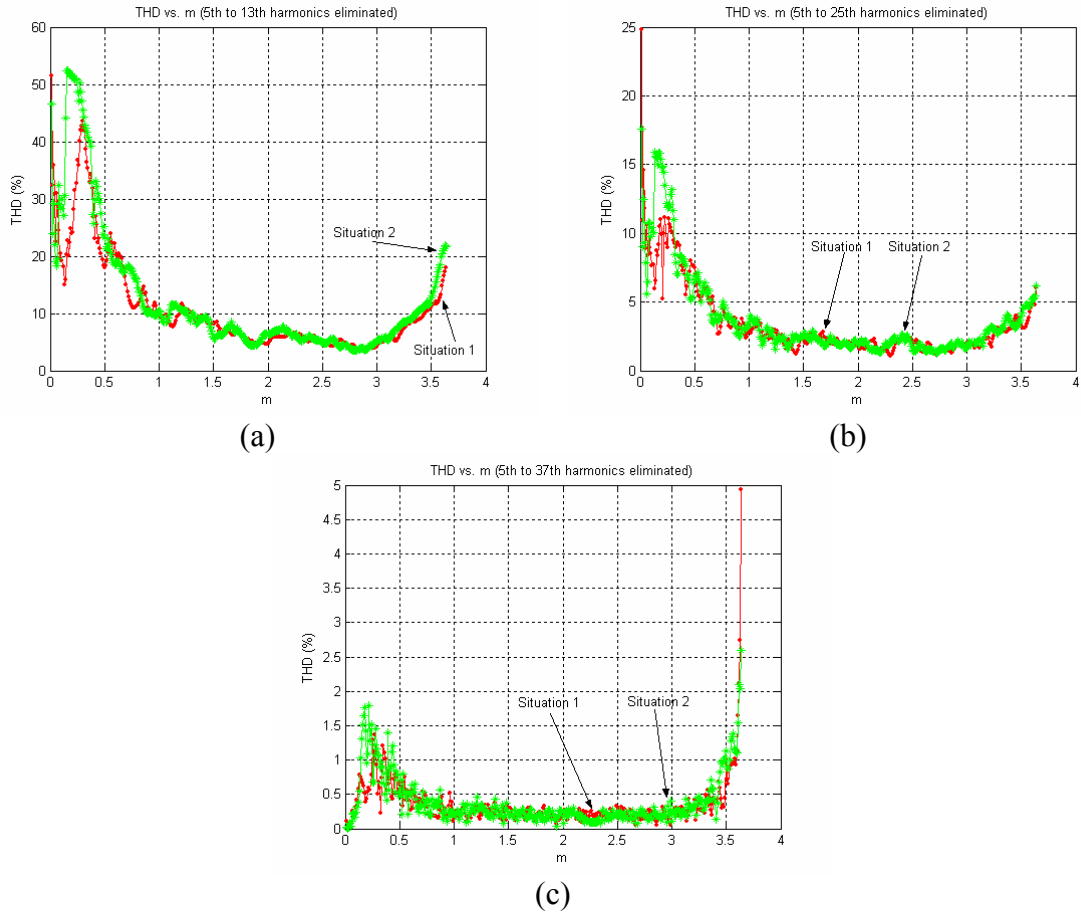 THD vs. m (5th to 13th harmonics eliminated)
60
50
40
30
20
10
0
THD (%)
Situation 2
Situation 1
0 0.5 1 1.5 2 2.5 3 3.5 4
m
(a)
THD vs. m (5th to 25th harmonics eliminated)
25
20
15
10
5
0
THD (%)
Situation 1 Situation 2
0 0.5 1 1.5 2 2.5 3 3.5 4
m
(b)
THD vs. m (5th to 37th harmonics eliminated)
5
4.5
4
3.5
3
2.5
2
1.5
1
0.5
0
THD (%)
Situation 1 Situation 2
0 0.5 1 1.5 2 2.5 3 3.5 4
m
(c)